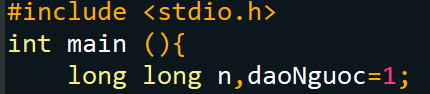 #include <stdio.h>
int main (){
    long long n,daoNguoc=1;